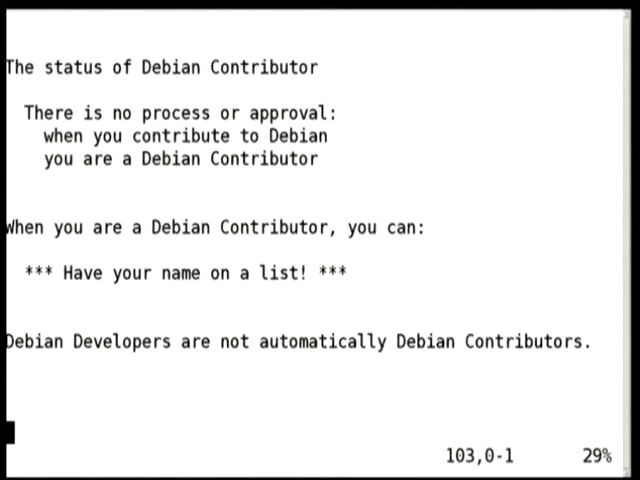 The status of Debian Contributor
There is no process or approval:
when you contribute to Debian
you are a Debian Contributor
When you are a Debian Contributor, you can:
*** Have your name on a list! ***
Debian Developers are not automatically Debian Contributors.
103,0-1 29%